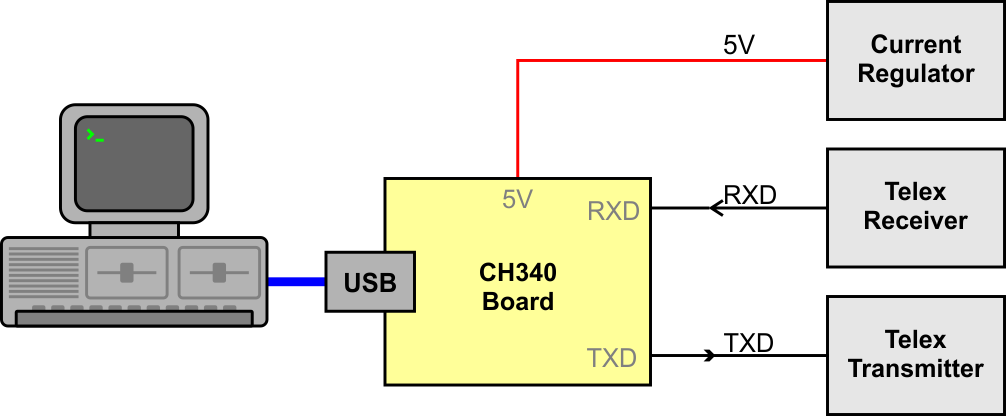 5V
Current
Regulator
>_
5V
RXD
RXD
Telex
Receiver
USB
CH340
Board
TXD
TXD
Telex
Transmitter